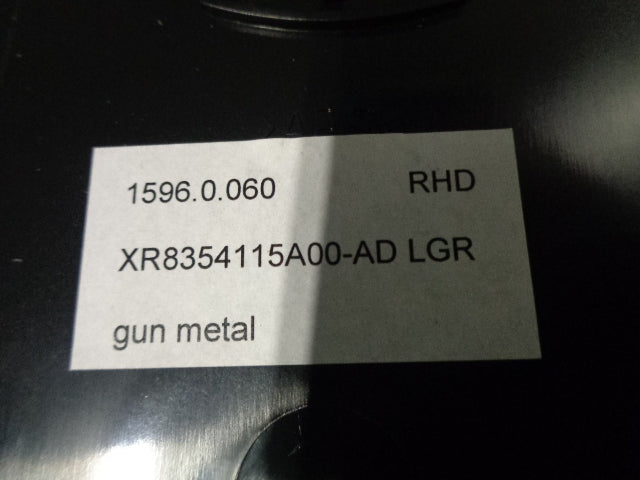 1596.0.060 RHD
XR8354115A00-AD LGR
gun metal